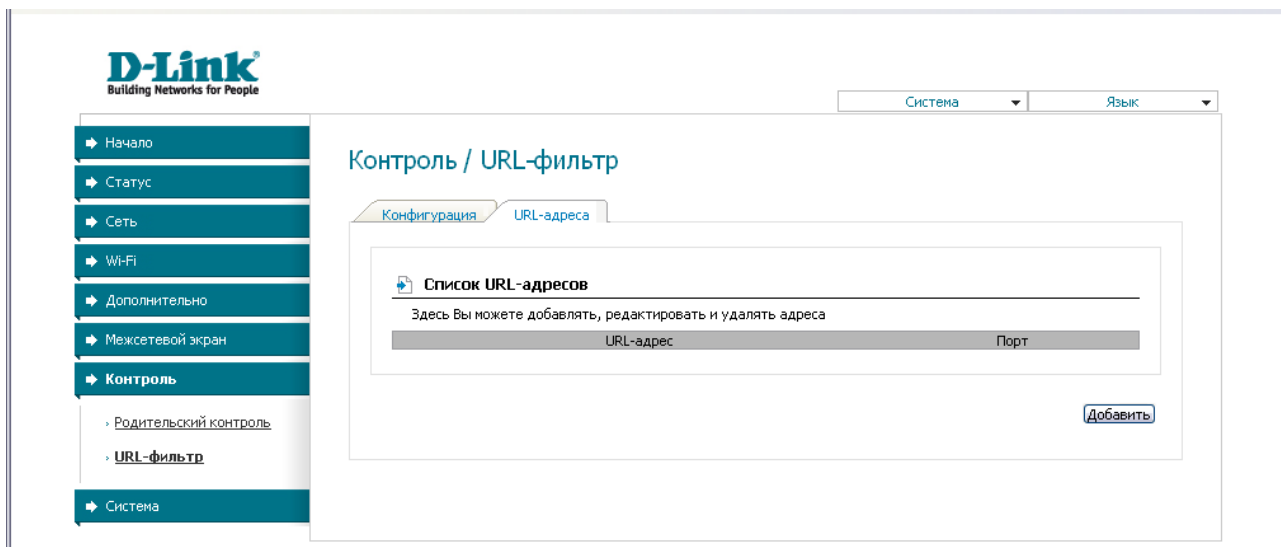 D-Link
Building Networks for People
Система
Язык
Начало
Статус
Сеть
Wi-Fi
Дополнительно
Межсетевой экран
Контроль
Родительский контроль
URL-фильтр
Система
Контроль / URL-фильтр
Конфигурация
URL-адреса
Список URL-адресов
Здесь Вы можете добавлять, редактировать и удалять адреса
URL-адрес
Порт
Добавить